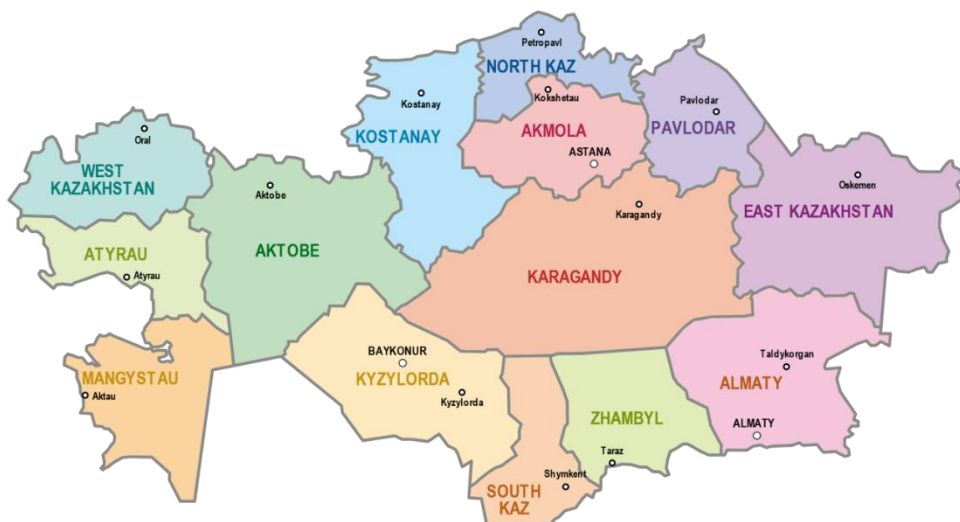 Petropavl
NORTH KAZ
Kostanay
Kokshetau
Pavlodar
KOSTANAY
AKMOLA
PAVLODAR
Oral
ASTANA
WEST
KAZAKHSTAN
Aktobe
Oskemen
Karagandy
EAST KAZAKHSTAN
ATYRAU
AKTOBE
Atyrau
KARAGANDY
BAYKONUR
Taldykorgan
MANGYSTAU
KYZYLORDA
ALMATY
Aktau
Kyzylorda
ZHAMBYL
ALMATY
Taraz
Shymkent
SOUTH
KAZ